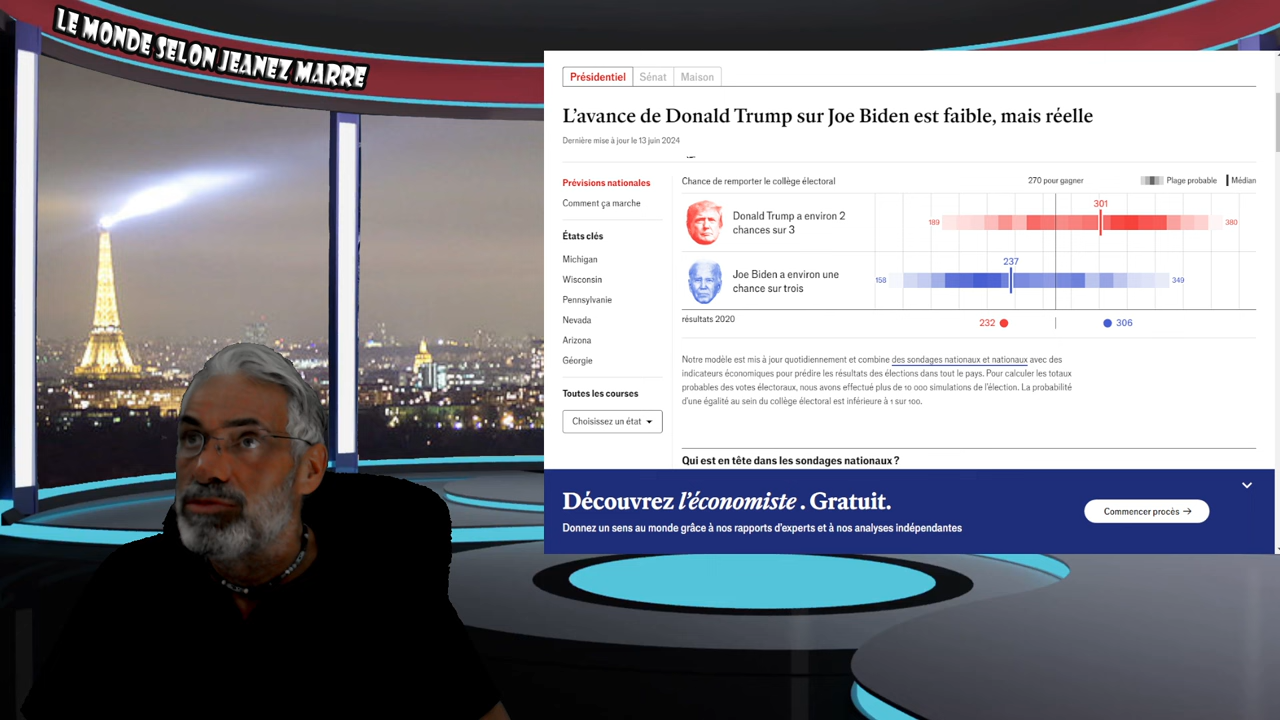 LE MONDE SELON JEANEZ MARRE
Présidentiel Sénat Maison
L'avance de Donald Trump sur Joe Biden est faible, mais réelle
Dernière mise à jour le 13 juin 2024
Prévisions nationales
Comment ça marche
États clés
Michigan
Wisconsin
Pennsylvanie
Nevada
Arizona
Géorgie
Toutes les courses
Choisissez un état
Chance de remporter le collège électoral
270 pour gagner
Plage probable
Médian
Donald Trump a environ 2
chances sur 3
189
301
380
Joe Biden a environ une
chance sur trois
158
237
349
résultats 2020
232
306
Notre modèle est mis à jour quotidiennement et combine des sondages nationaux et nationaux avec des
indicateurs économiques pour prédire les résultats des élections dans tout le pays. Pour calculer les totaux
probables des votes électoraux, nous avons effectué plus de 10 000 simulations de l'élection. La probabilité
d'une égalité au sein du collège électoral est inférieure à 1 sur 100.
Qui est en tête dans les sondages nationaux ?
Découvrez l'économiste . Gratuit.
Donnez un sens au monde grâce à nos rapports d'experts et à nos analyses indépendantes
Commencer procès →